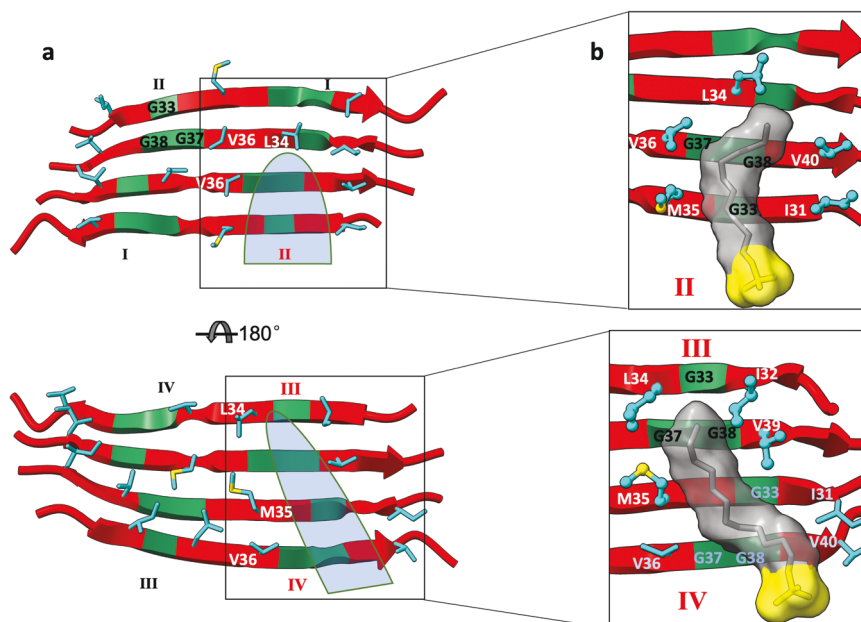 a
b
II
I
G33
G38 G37 V36 L34
V36
I
II
L34
V36 G37 G38 V40
M35 G33 I31
II
180°
IV
III
L34
M35
V36
III
IV
III
L34 G33 I32
G37 G38 V39
M35 G33 I31
V36 G37 G38 V40
IV